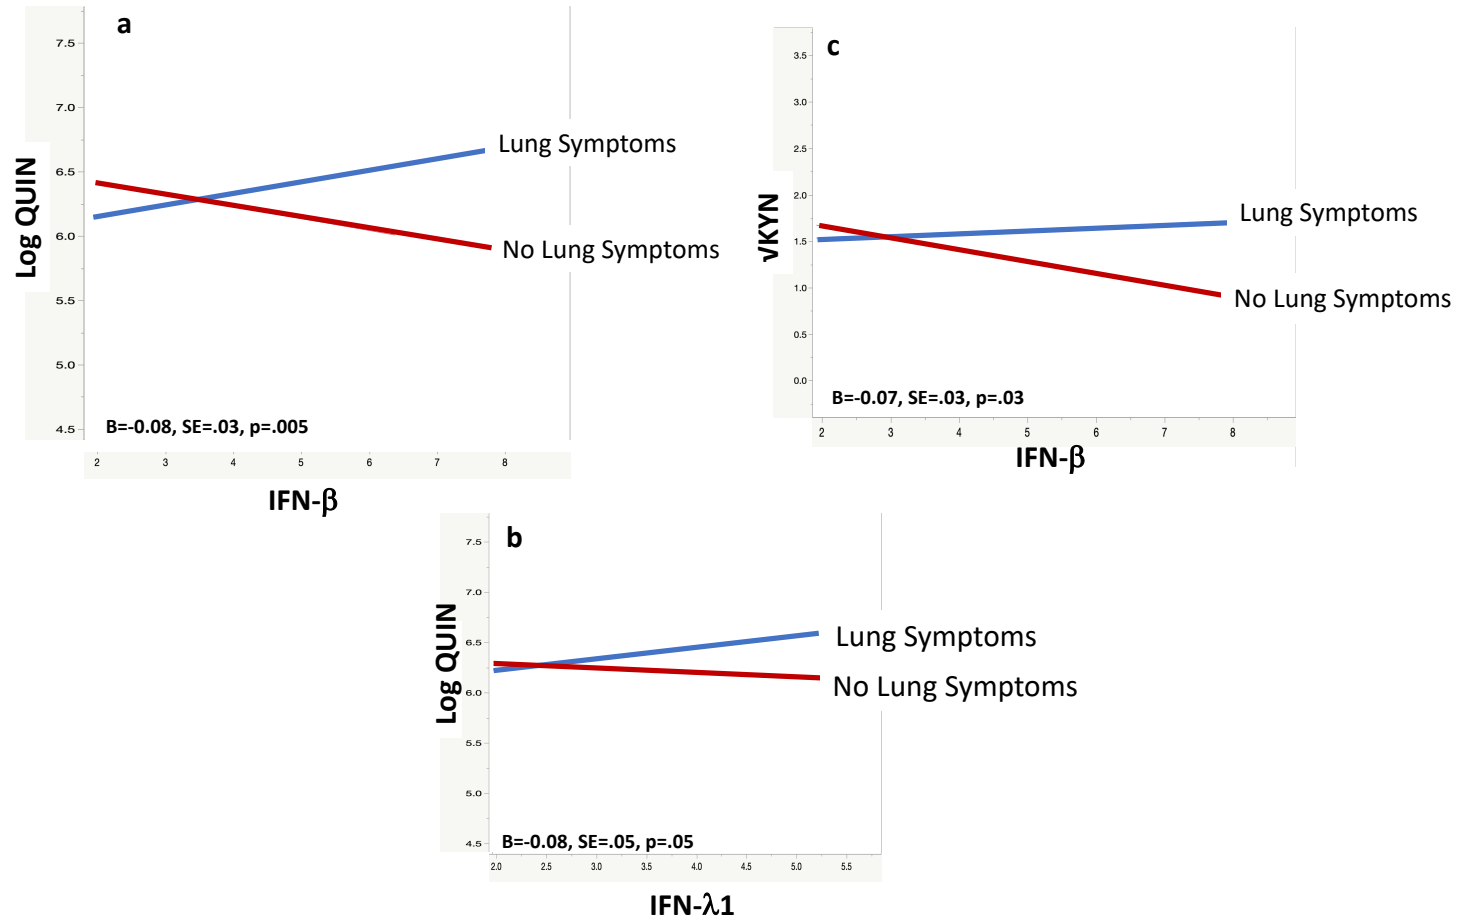 a
7.5
7.0
6.5
6.0
5.5
5.0
4.5
Log QUIN
Lung Symptoms
No Lung Symptoms
B=-0.08, SE=.03, p=.005
2 3 4 5 6 7 8
IFN-β
c
3.5
3.0
2.5
2.0
1.5
1.0
0.5
0.0
√KYN
Lung Symptoms
No Lung Symptoms
B=-0.07, SE=.03, p=.03
2 3 4 5 6 7 8
IFN-β
b
7.5
7.0
6.5
6.0
5.5
5.0
4.5
Log QUIN
Lung Symptoms
No Lung Symptoms
B=-0.08, SE=.05, p=.05
2.0 2.5 3.0 3.5 4.0 4.5 5.0 5.5
IFN-λ1